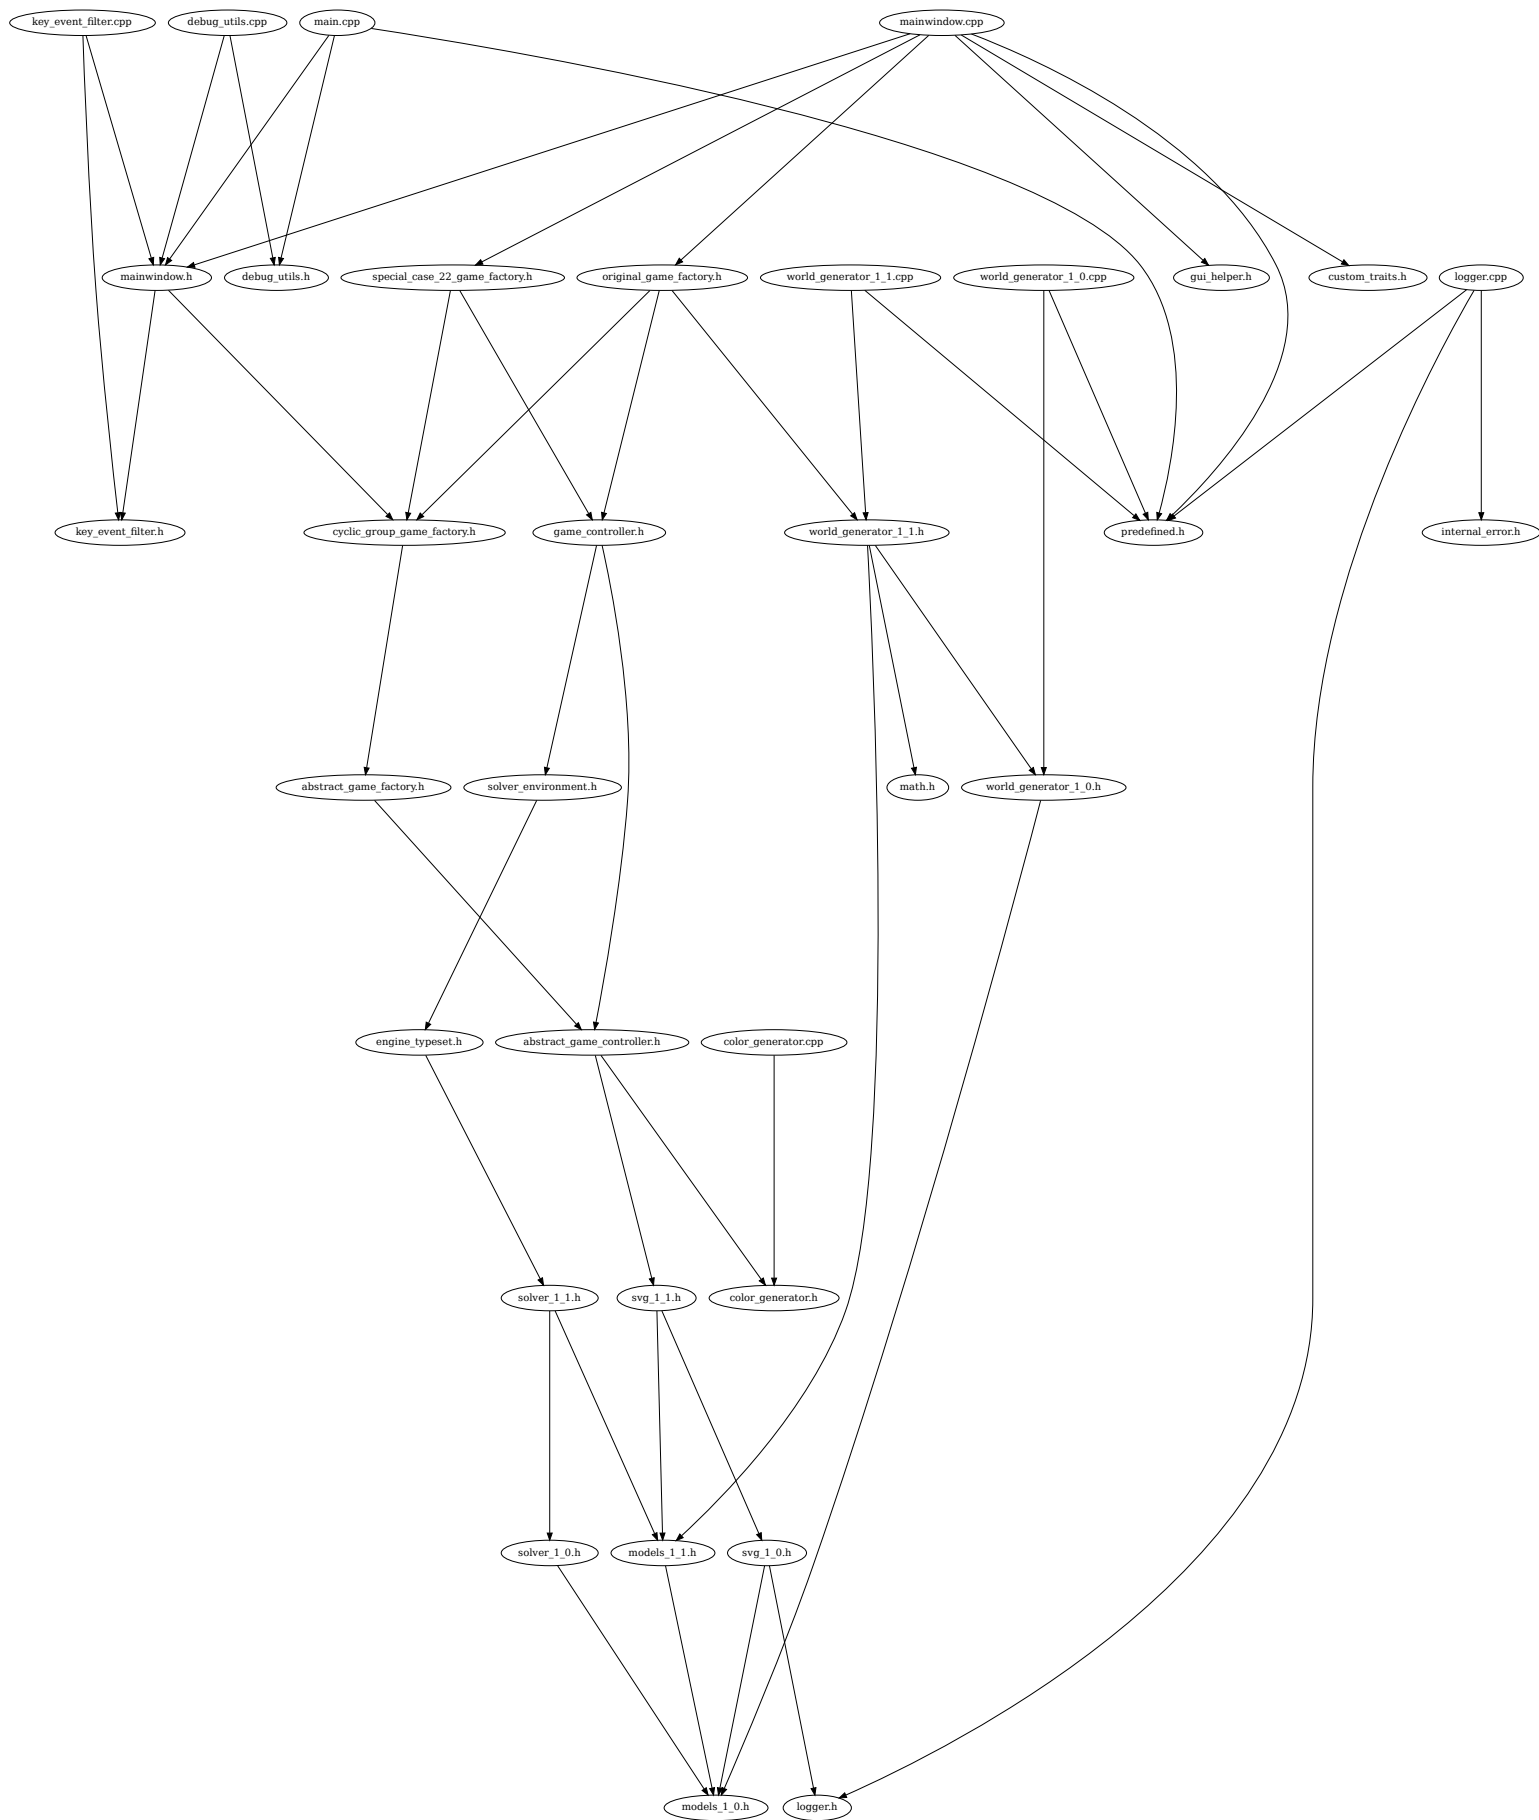 key_event_filter.cpp
debug_utils.cpp
main.cpp
mainwindow.cpp
mainwindow.h
debug_utils.h
special_case_22_game_factory.h
original_game_factory.h
world_generator_1_1.cpp
world_generator_1_0.cpp
gui_helper.h
custom_traits.h
logger.cpp
key_event_filter.h
cyclic_group_game_factory.h
game_controller.h
world_generator_1_1.h
predefined.h
internal_error.h
abstract_game_factory.h
solver_environment.h
math.h
world_generator_1_0.h
engine_typeset.h
abstract_game_controller.h
color_generator.cpp
solver_1_1.h
svg_1_1.h
color_generator.h
solver_1_0.h
models_1_1.h
svg_1_0.h
models_1_0.h
logger.h